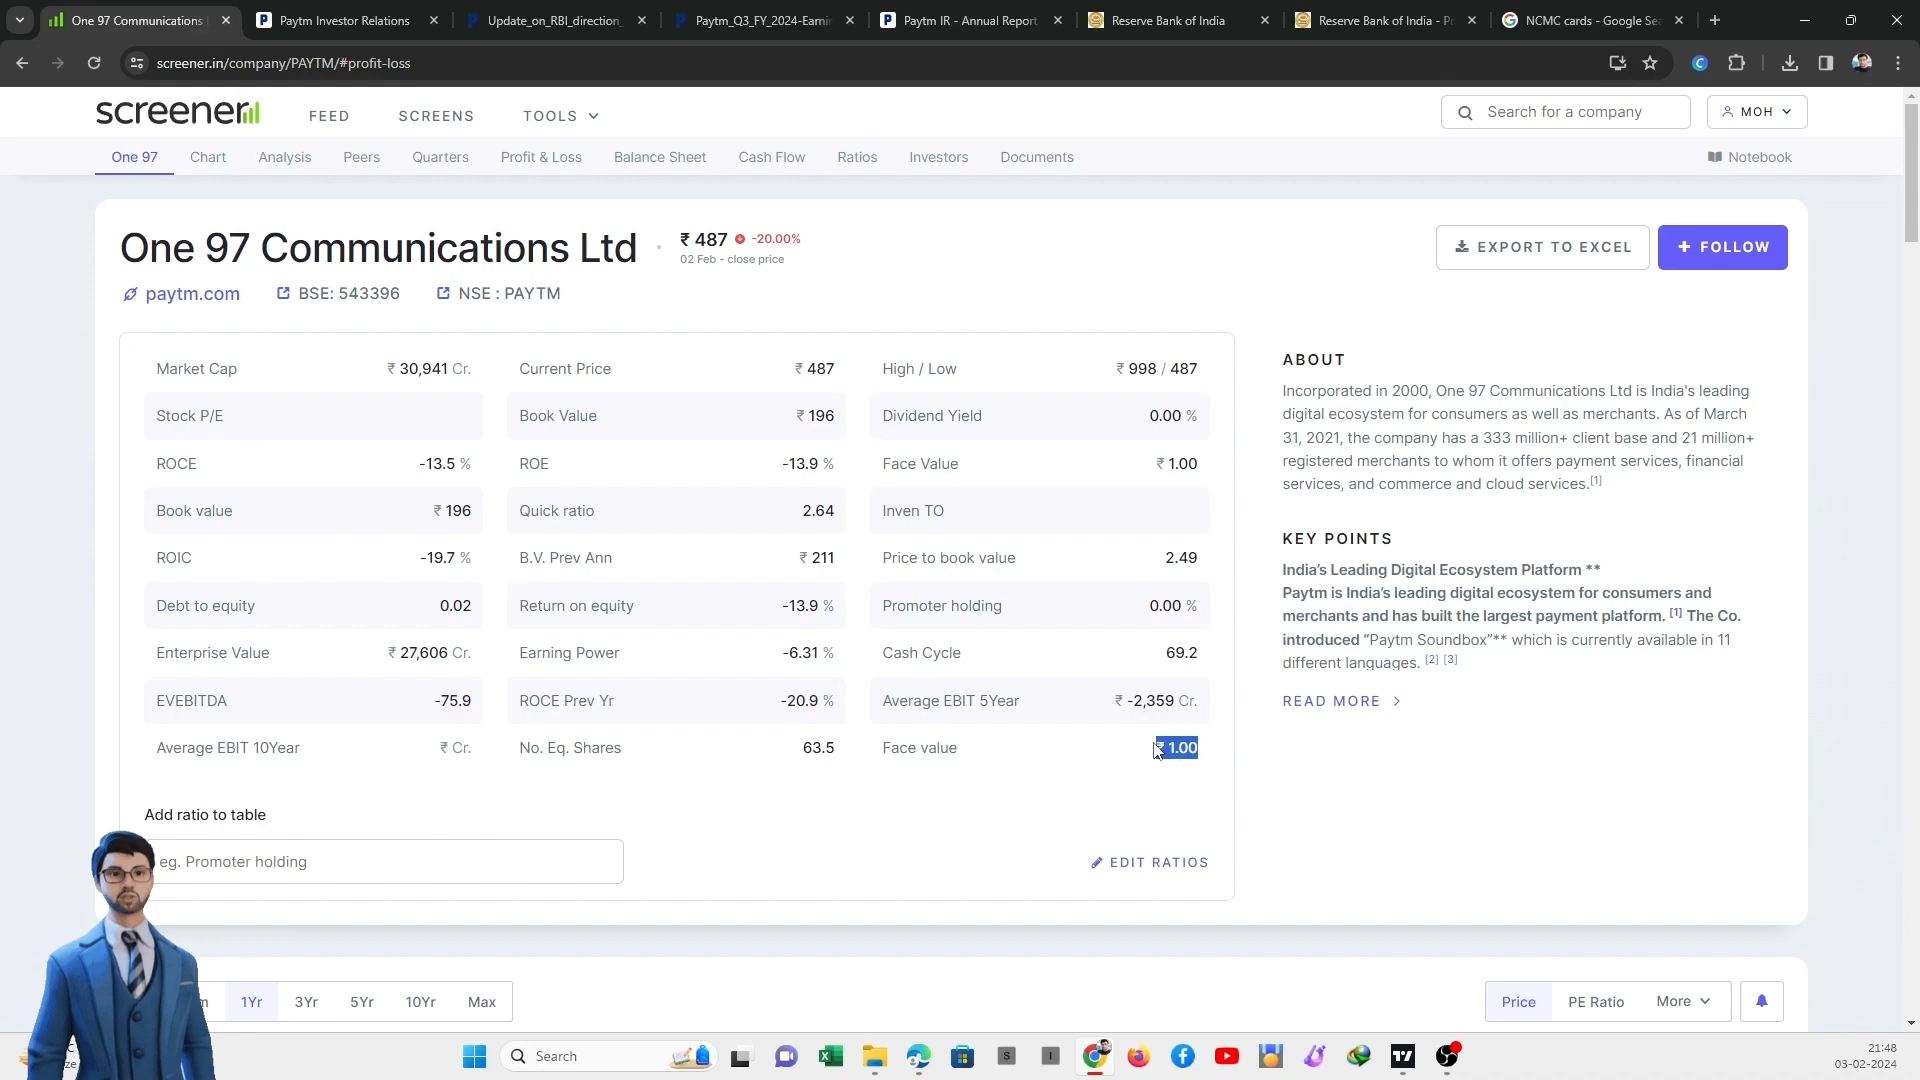 One 97 Communications
Paytm Investor Relations
Update_on_RBI_direction_
Paytm_Q3_FY_2024-Earnin
Paytm IR - Annual Report
Reserve Bank of India
Reserve Bank of India - Pr
NCMC cards - Google Sea
screener.in/company/PAYTM/#profit-loss
screener
FEED
SCREENS
TOOLS
Search for a company
MOH
One 97
Chart
Analysis
Peers
Quarters
Profit & Loss
Balance Sheet
Cash Flow
Ratios
Investors
Documents
Notebook
One 97 Communications Ltd
₹ 487 -20.00%
02 Feb - close price
EXPORT TO EXCEL
+ FOLLOW
paytm.com
BSE: 543396
NSE : PAYTM
Market Cap ₹ 30,941 Cr.
Current Price ₹ 487
High / Low ₹ 998 / 487
Stock P/E
Book Value ₹ 196
Dividend Yield 0.00 %
ROCE -13.5 %
ROE -13.9 %
Face Value ₹ 1.00
Book value ₹ 196
Quick ratio 2.64
Inven TO
ROIC -19.7 %
B.V. Prev Ann ₹ 211
Price to book value 2.49
Debt to equity 0.02
Return on equity -13.9 %
Promoter holding 0.00 %
Enterprise Value ₹ 27,606 Cr.
Earning Power -6.31 %
Cash Cycle 69.2
EVEBITDA -75.9
ROCE Prev Yr -20.9 %
Average EBIT 5Year ₹ -2,359 Cr.
Average EBIT 10Year ₹ Cr.
No. Eq. Shares 63.5
Face value ₹ 1.00
Add ratio to table
eg. Promoter holding
EDIT RATIOS
ABOUT
Incorporated in 2000, One 97 Communications Ltd is India's leading
digital ecosystem for consumers as well as merchants. As of March
31, 2021, the company has a 333 million+ client base and 21 million+
registered merchants to whom it offers payment services, financial
services, and commerce and cloud services.[1]
KEY POINTS
India’s Leading Digital Ecosystem Platform **
Paytm is India’s leading digital ecosystem for consumers and
merchants and has built the largest payment platform. [1] The Co.
introduced “Paytm Soundbox”** which is currently available in 11
different languages. [2] [3]
READ MORE
1Yr
3Yr
5Yr
10Yr
Max
Price
PE Ratio
More
Search
21:48
03-02-2024